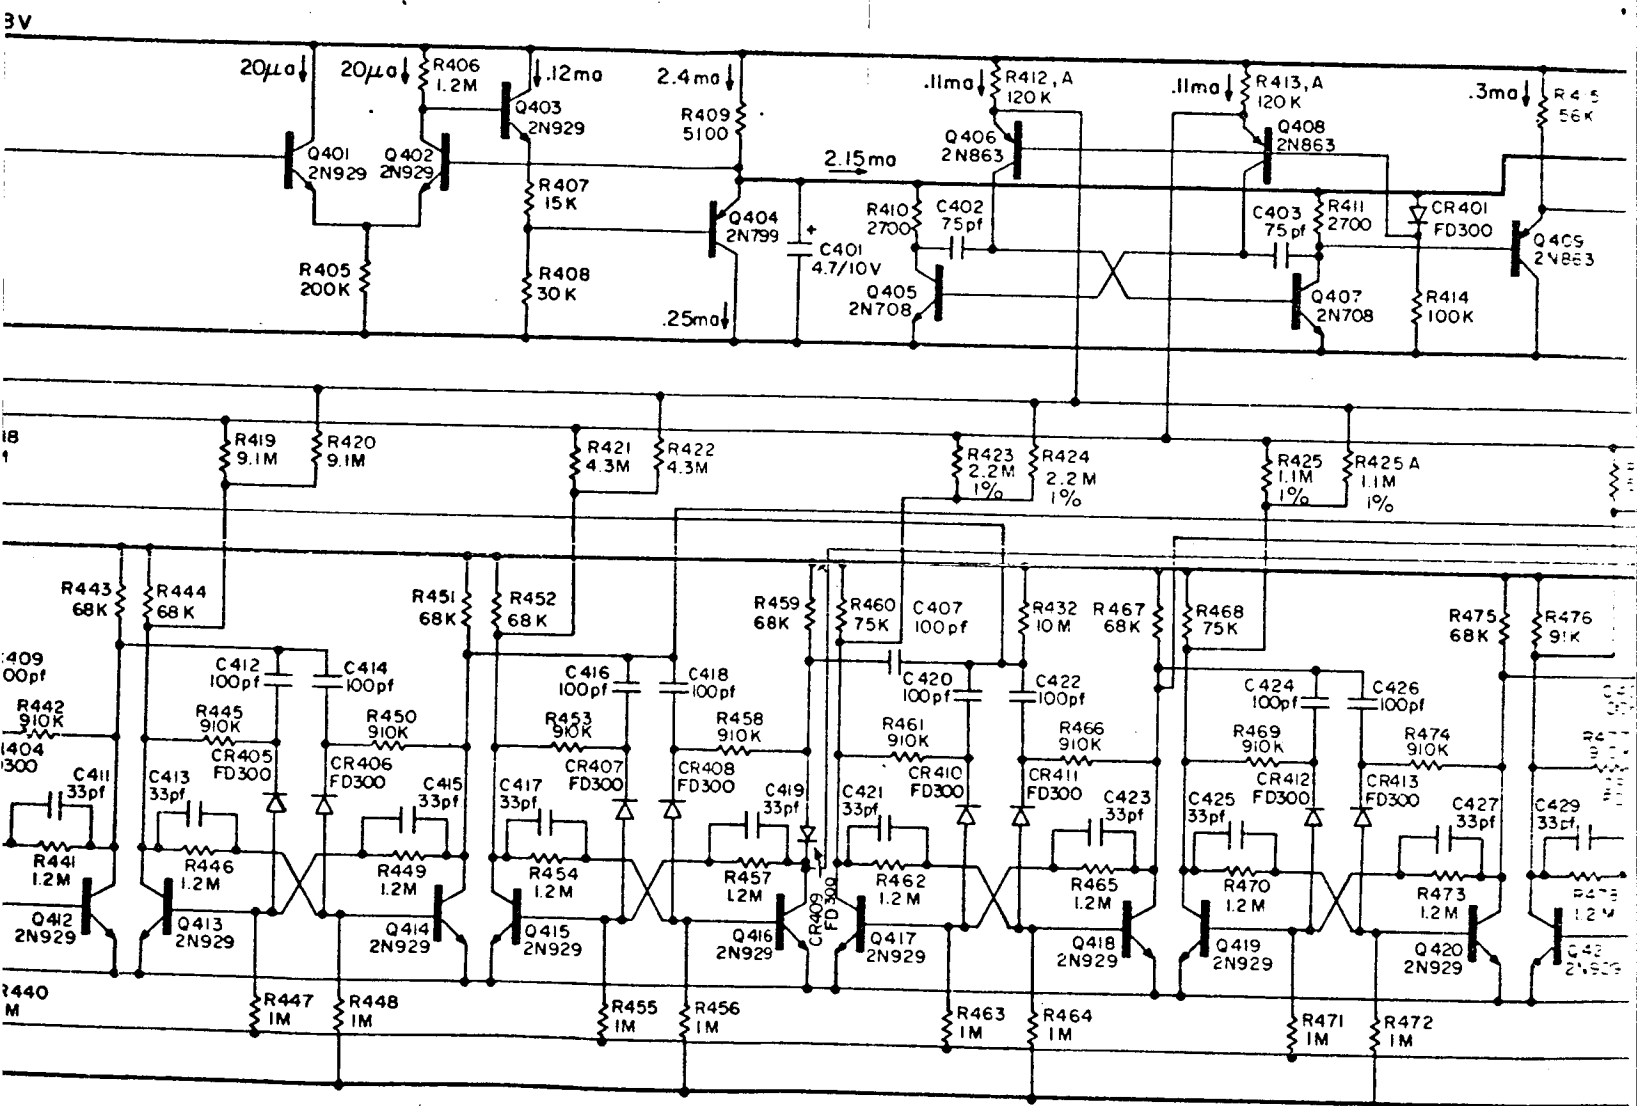 3V
20µa
20µa
R406
1.2M
.12ma
2.4ma
.11ma
R412,A
120K
.11ma
R413,A
120K
.3ma
56K
Q403
2N929
R409
5100
Q406
2N863
Q408
2N863
Q401
2N929
Q402
2N929
2.15ma
R407
15K
Q404
2N799
R410
2700
C402
75pf
C403
75pf
R411
2700
CR401
FD300
+
C401
4.7/10V
Q409
2N863
R405
200K
R408
30K
Q405
2N708
Q407
2N708
R414
100K
.25ma
18
R419
9.1M
R420
9.1M
R421
4.3M
R422
4.3M
R423
2.2M
1%
R424
2.2M
1%
R425
1.1M
1%
R425A
1.1M
1%
R443
68K
R444
68K
R451
68K
R452
68K
R459
68K
R460
75K
C407
100pf
R432
10M
R467
68K
R468
75K
R475
68K
R476
91K
409
00pf
C412
100pf
C414
100pf
C416
100pf
C418
100pf
C420
100pf
C422
100pf
C424
100pf
C426
100pf
R442
910K
R445
910K
R450
910K
R453
910K
R458
910K
R461
910K
R466
910K
R469
910K
R474
910K
404
300
CR405
FD300
CR406
FD300
CR407
FD300
CR408
FD300
CR410
FD300
CR411
FD300
CR412
FD300
CR413
FD300
C411
33pf
C413
33pf
C415
33pf
C417
33pf
C419
33pf
C421
33pf
C423
33pf
C425
33pf
C427
33pf
C429
33pf
R441
1.2M
R446
1.2M
R449
1.2M
R454
1.2M
R457
1.2M
CR409
FD300
R462
1.2M
R465
1.2M
R470
1.2M
R473
1.2M
1.2M
Q412
2N929
Q413
2N929
Q414
2N929
Q415
2N929
Q416
2N929
Q417
2N929
Q418
2N929
Q419
2N929
Q420
2N929
R440
M
R447
1M
R448
1M
R455
1M
R456
1M
R463
1M
R464
1M
R471
1M
R472
1M